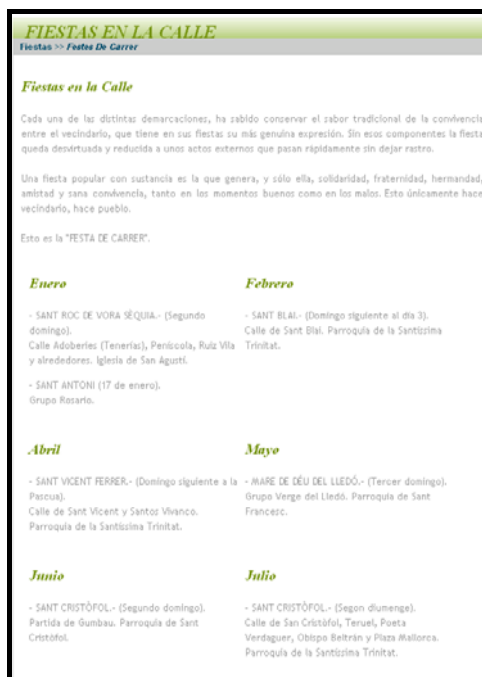 FIESTAS EN LA CALLE
Fiestas >> Festes De Carrer
Fiestas en la Calle
Cada una de las distintas demarcaciones, ha sabido conservar el sabor tradicional de la convivencia
entre el vecindario, que tiene en sus fiestas su más genuina expresión. Sin esos componentes la fiesta
queda desvirtuada y reducida a unos actos externos que pasan rápidamente sin dejar rastro.
Una fiesta popular con sustancia es la que genera, y sólo ella, solidaridad, fraternidad, hermandad,
amistad y sana convivencia, tanto en los momentos buenos como en los malos. Esto únicamente hace
vecindario, hace pueblo.
Esto es la "FESTA DE CARRER".
Enero
- SANT ROC DE VORA SÈQUIA.- (Segundo
domingo).
Calle Adoberies (Tenerías), Peníscola, Ruiz Vila
y alrededores. Iglesia de San Agustí.
- SANT ANTONI (17 de enero).
Grupo Rosario.
Febrero
- SANT BLAI.- (Domingo siguiente al día 3).
Calle de Sant Blai. Parroquia de la Santíssima
Trinitat.
Abril
- SANT VICENT FERRER.- (Domingo siguiente a la
Pascua).
Calle de Sant Vicent y Santos Vivanco.
Parroquia de la Santíssima Trinitat.
Mayo
- MARE DE DÉU DEL LLEDÓ.- (Tercer domingo).
Grupo Verge del Lledó. Parroquia de Sant
Francesc.
Junio
- SANT CRISTÒFOL.- (Segundo domingo).
Partida de Gumbau. Parroquia de Sant
Cristòfol.
Julio
- SANT CRISTÒFOL.- (Segon diumenge).
Calle de San Cristòfol, Teruel, Poeta
Verdaguer, Obispo Beltrán y Plaza Mallorca.
Parroquia de la Santíssima Trinitat.